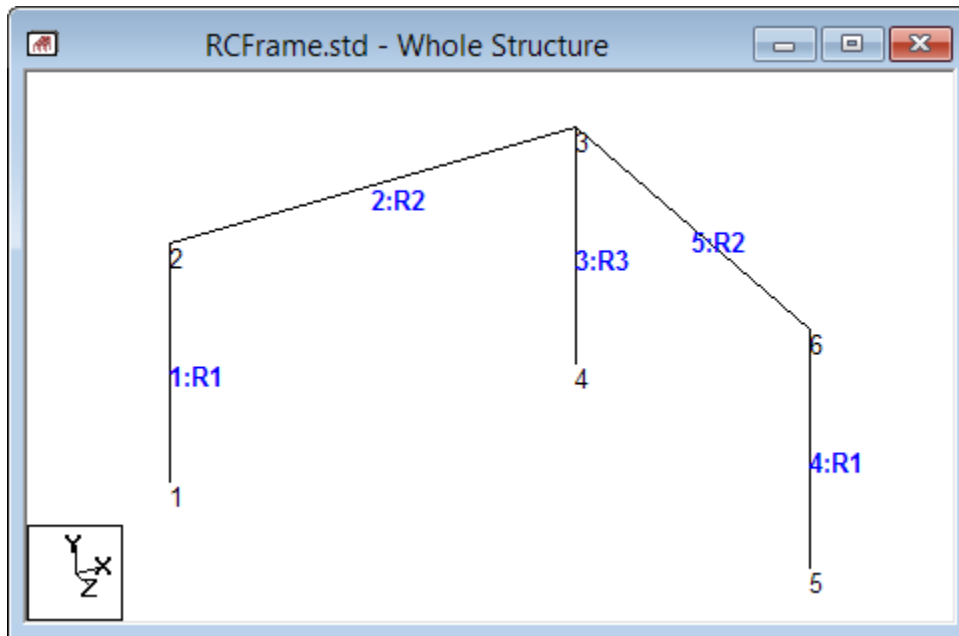 RCFrame.std - Whole Structure
3
2:R2
5:R2
2
3:R3
6
1:R1
4
4:R1
1
Y
X
Z
5